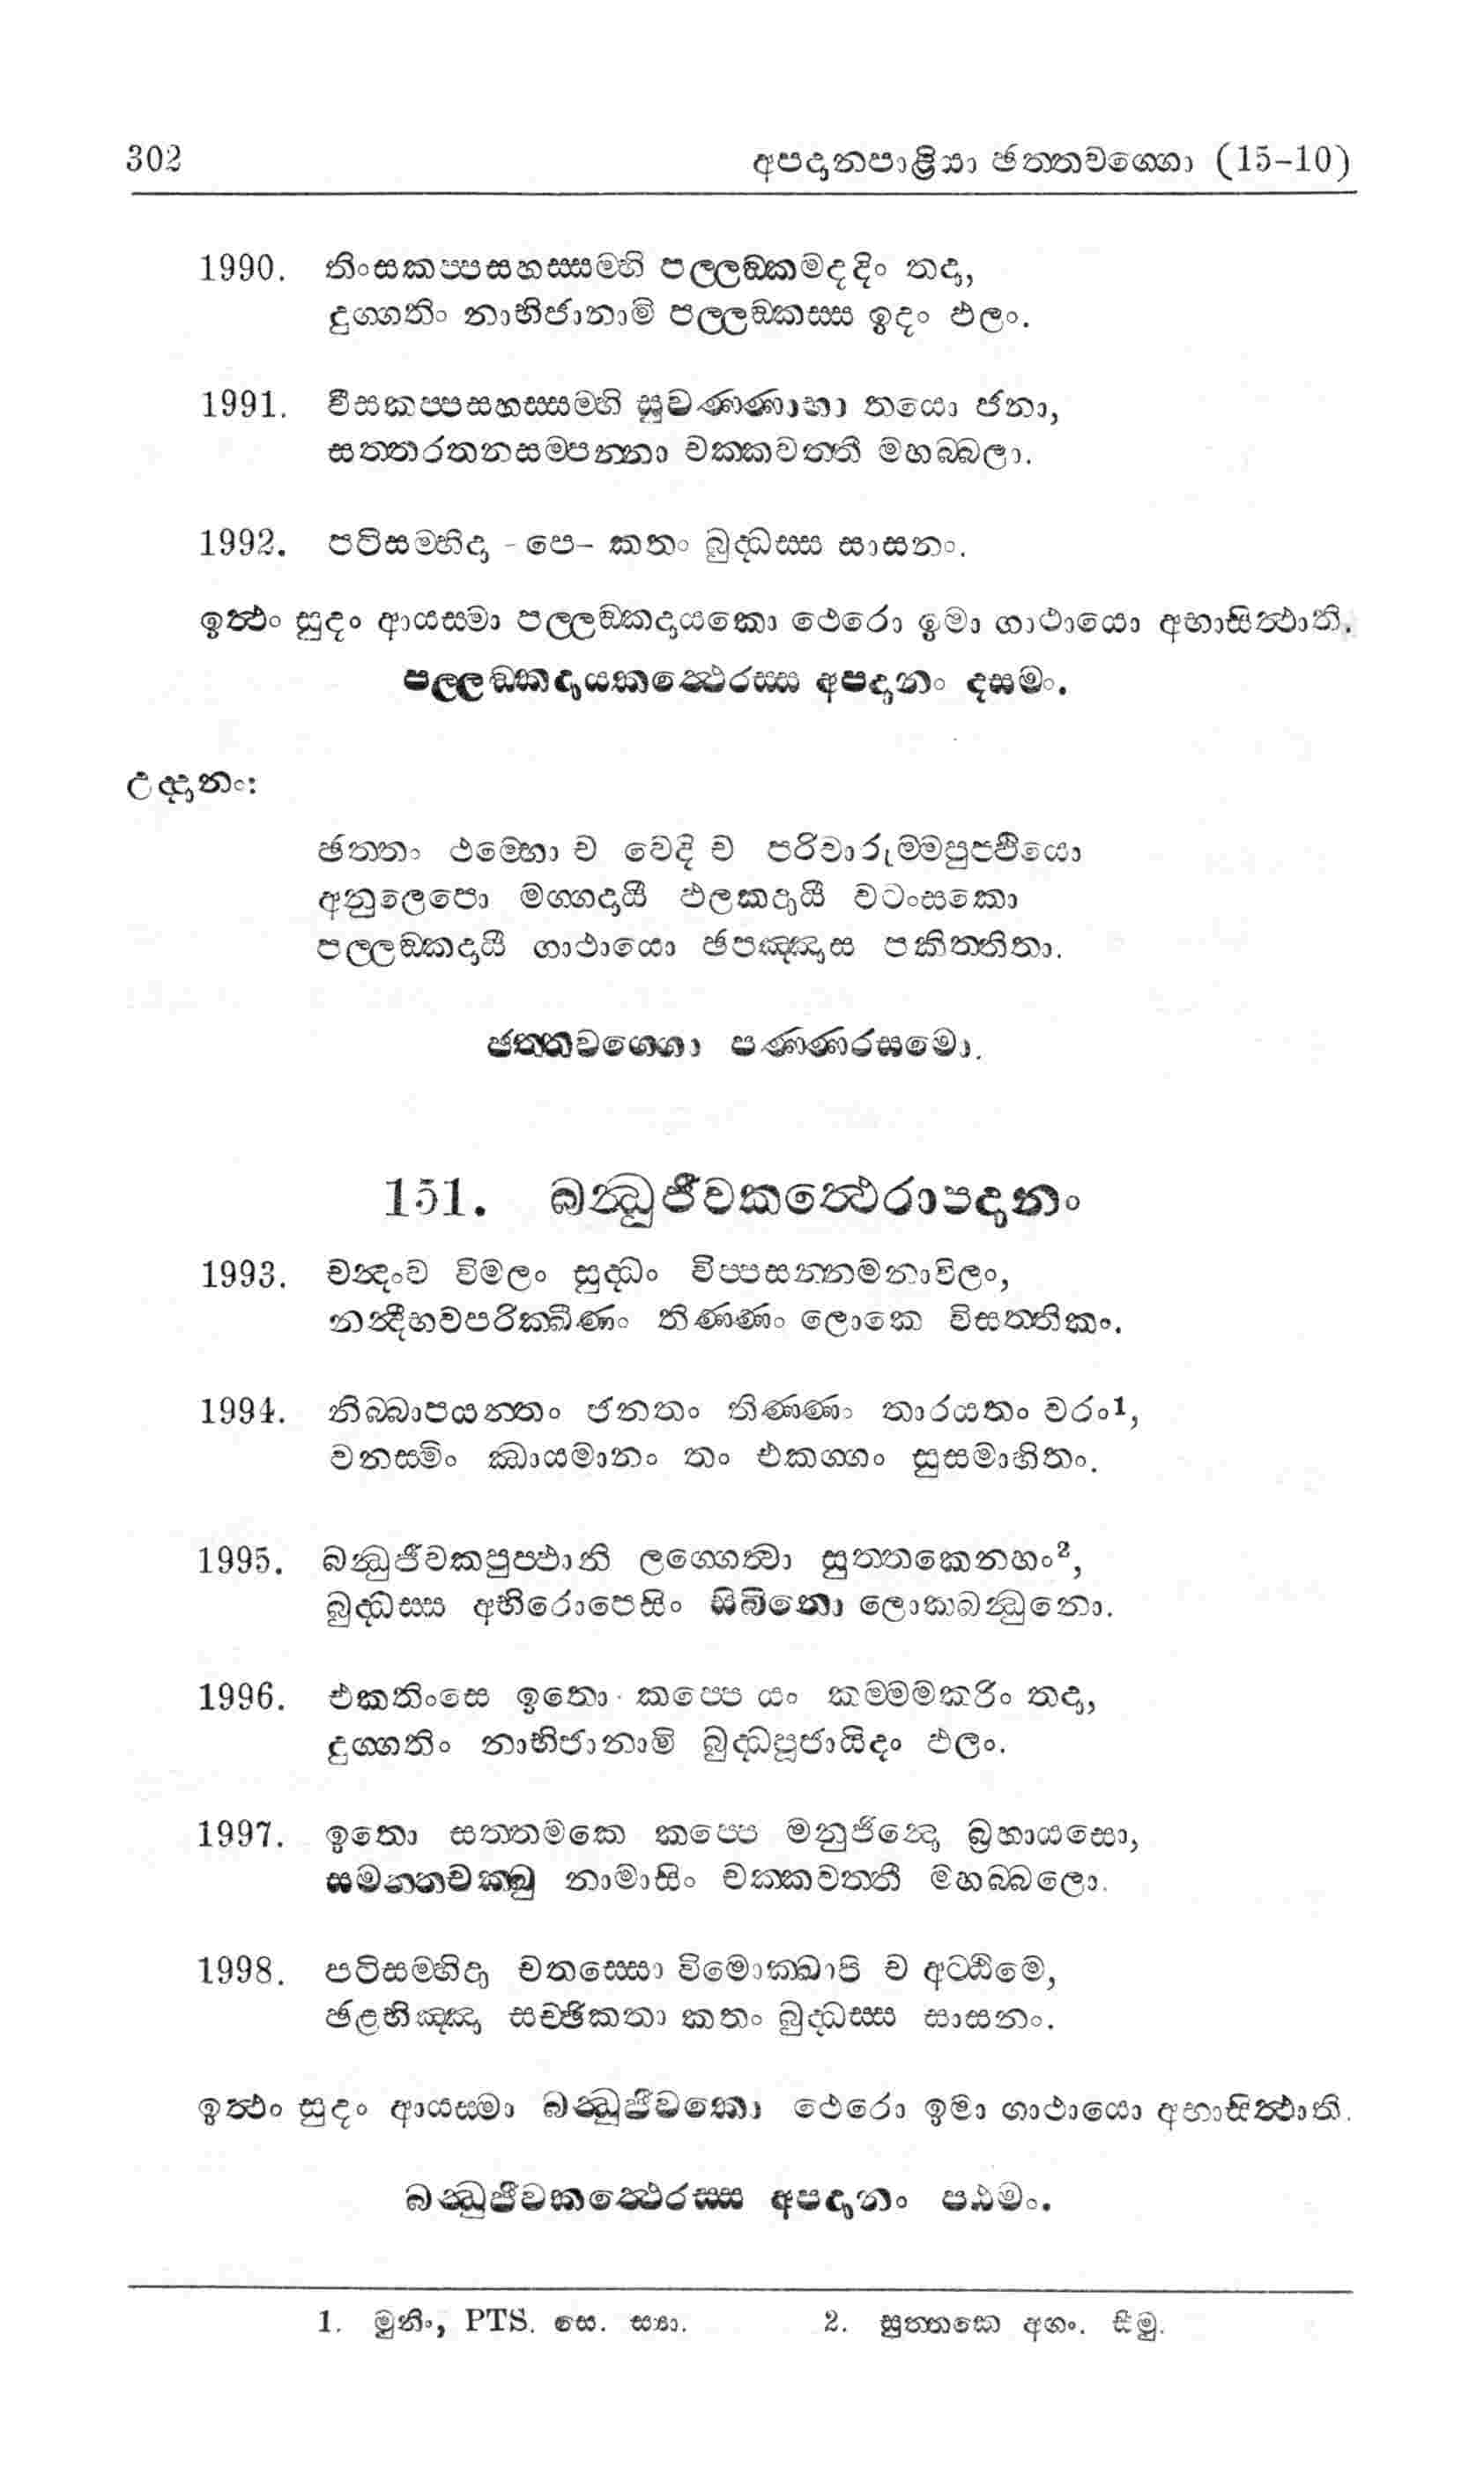 302 අපදානපාළියා ඡත්තවග්ගො (15-10)
1990. තිංසකප්පසහස්සම්හි පල්ලඞ්කමදදිං තදා,
දුග්ගතිං නාභිජානාමි පල්ලඞ්කස්ස ඉදං ඵලං.
1991. වීසකප්පසහස්සම්හි සුවණ්ණාභා තයො ජනා,
සත්තරතනසම්පන්නා චක්කවත්තී මහබ්බලා.
1992. පටිසම්භිදා -පෙ- කතං බුද්ධස්ස සාසනං.
ඉත්ථං සුදං ආයස්මා පල්ලඞ්කදායකො ථෙරො ඉමා ගාථායො අභාසිත්ථාති.
පල්ලඞ්කදායකත්ථෙරස්ස අපදානං දසමං.
උද්දානං:
ඡත්තං ථම්භො ච වෙදි ච පරිවාරුම්මපුප්ඵියො
අනුලෙපො මග්ගදායී ඵලකදායී වටංසකො
පල්ලඞ්කදායී ගාථායො ඡපඤ්ඤාස පකිත්තිතා.
ඡත්තවග්ගො පණ්ණරසමො.
151. බන්ධුජීවකත්ථෙරාපදානං
1993. චන්දංව විමලං සුද්ධං විප්පසන්නමනාවිලං,
නන්දීභවපරික්ඛීණං තිණ්ණං ලොකෙ විසත්තිකං.
1994. නිබ්බාපයන්තං ජනතං තිණ්ණං තාරයතං වරං¹,
වනස්මිං ඣායමානං තං එකග්ගං සුසමාහිතං.
1995. බන්ධුජීවකපුප්ඵානි ලග්ගෙත්වා සුත්තකෙනහං²,
බුද්ධස්ස අභිරොපෙසිං සිඛිනො ලොකබන්ධුනො.
1996. එකතිංසෙ ඉතො කප්පෙ යං කම්මමකරිං තදා,
දුග්ගතිං නාභිජානාමි බුද්ධපූජායිදං ඵලං.
1997. ඉතො සත්තමකෙ කප්පෙ මනුජින්දො බ්‍රහායසො,
සමන්තචක්ඛු නාමාසිං චක්කවත්තී මහබ්බලො.
1998. පටිසම්භිදා චතස්සො විමොක්ඛාපි ච අට්ඨිමෙ,
ඡළභිඤ්ඤා සච්ඡිකතා කතං බුද්ධස්ස සාසනං.
ඉත්ථං සුදං ආයස්මා බන්ධුජීවකො ථෙරො ඉමා ගාථායො අභාසිත්ථාති.
බන්ධුජීවකත්ථෙරස්ස අපදානං පඨමං.
1. මුනිං, PTS. සෙ. ස්‍යා. 2. සුත්තකෙ අහං. සීමු.